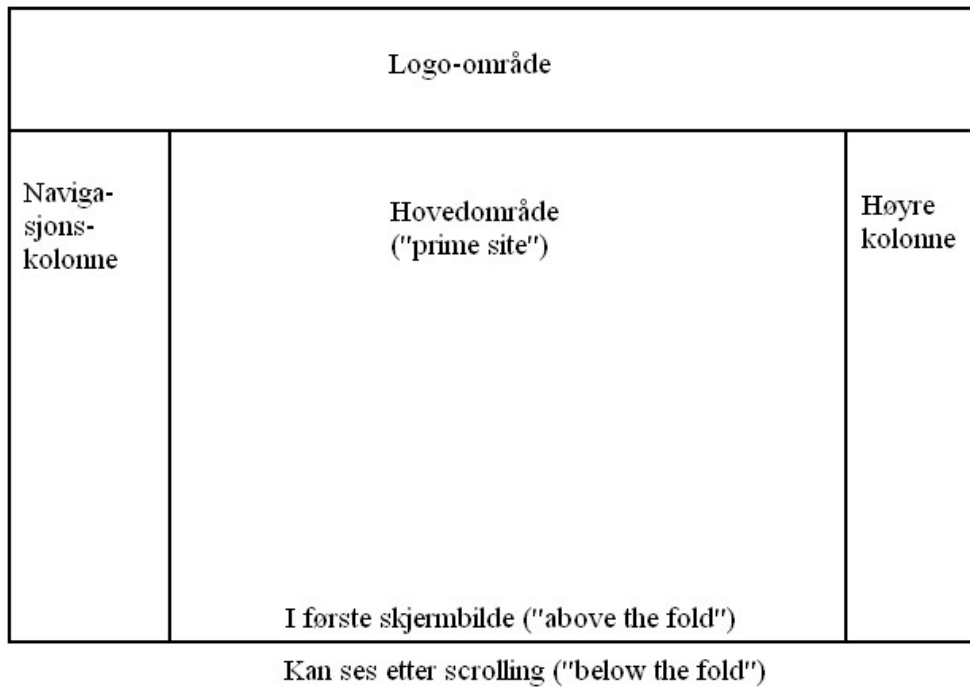 Logo-område
Naviga-
sjons-
kolonne
Hovedområde
("prime site")
Høyre
kolonne
I første skjermbilde ("above the fold")
Kan ses etter scrolling ("below the fold")